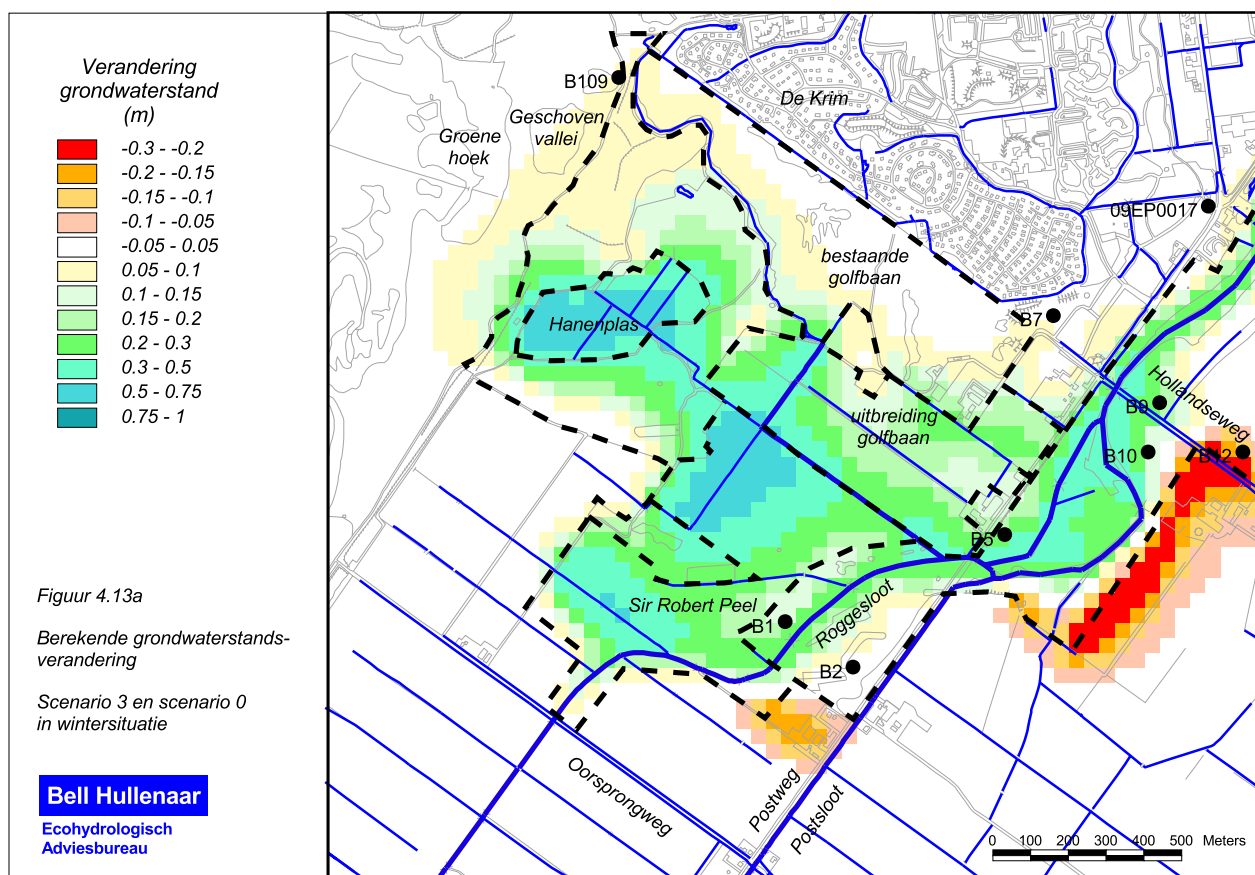 Verandering
grondwaterstand
(m)
-0.3 - -0.2
-0.2 - -0.15
-0.15 - -0.1
-0.1 - -0.05
-0.05 - 0.05
0.05 - 0.1
0.1 - 0.15
0.15 - 0.2
0.2 - 0.3
0.3 - 0.5
0.5 - 0.75
0.75 - 1
Figuur 4.13a
Berekende grondwaterstands-
verandering
Scenario 3 en scenario 0
in wintersituatie
Bell Hullenaar
Ecohydrologisch
Adviesbureau
B109
De Krim
Geschoven
vallei
Groene
hoek
09EP0017
bestaande
golfbaan
B7
Hanenplas
Hollandseweg
B9
uitbreiding
golfbaan
B10
B12
B5
Sir Robert Peel
B1
Roggesloot
B2
Oorsprongweg
Postweg
Postsloot
0 100 200 300 400 500 Meters